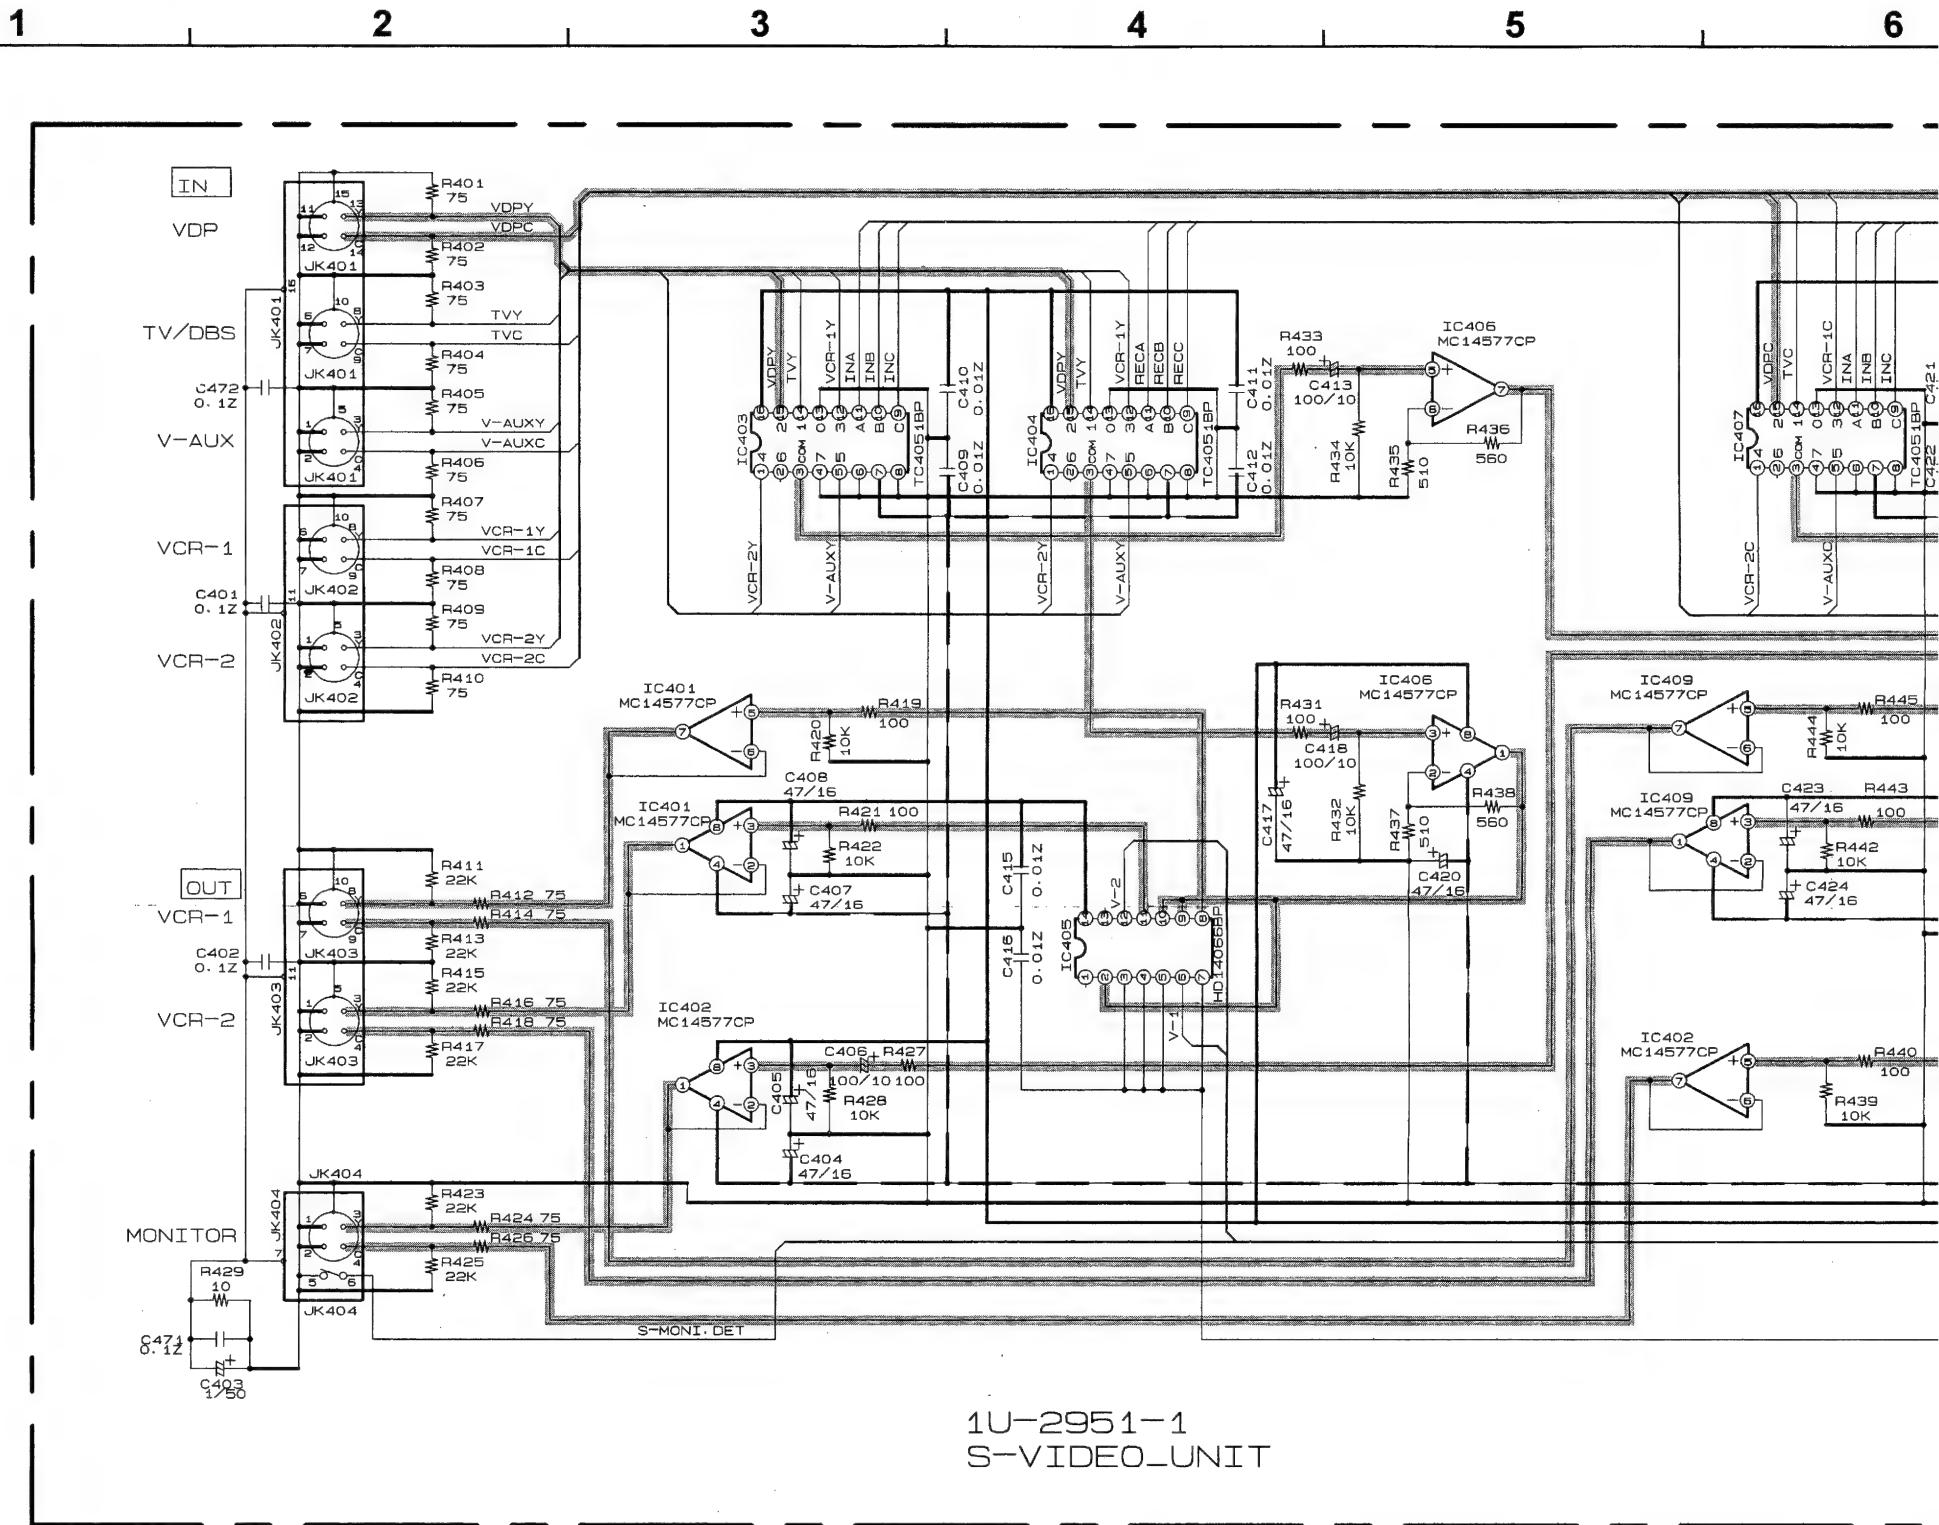 1 2 3 4 5 6
IN
VDP
TV/DBS
V-AUX
VCR-1
VCR-2
OUT
VCR-1
VCR-2
MONITOR
JK401
JK401
JK401
JK401
JK402
JK402
JK402
JK403
JK403
JK403
JK404
JK404
JK404
C472
0.1Z
C401
0.1Z
C402
0.1Z
R429
10
C471
0.1Z
C403
1/50
R401
75
R402
75
R403
75
R404
75
R405
75
R406
75
R407
75
R408
75
R409
75
R410
75
VDPY
VDPC
TVY
TVC
V-AUXY
V-AUXC
VCR-1Y
VCR-1C
VCR-2Y
VCR-2C
R411
22K
R412 75
R414 75
R413
22K
R415
22K
R416 75
R418 75
R417
22K
R423
22K
R424 75
R426 75
R425
22K
S-MONI.DET
IC403
TC4051BP
VDPY
TVY
VCR-1Y
INA
INB
INC
VCR-2Y
V-AUXY
C410
0.01Z
C409
0.01Z
IC404
TC4051BP
VDPY
TVY
VCR-1Y
RECA
RECB
RECC
VCR-2Y
V-AUXY
C411
0.01Z
C412
0.01Z
R433
100
C413
100/10
R434
10K
R435
510
IC406
MC14577CP
R436
560
IC407
TC4051BP
VDPC
TVC
VCR-1C
INA
INB
INC
VCR-2C
V-AUXC
C421
C422
IC401
MC14577CP
R419
100
R420
10K
C408
47/16
IC401
MC14577CP
R421 100
R422
10K
C407
47/16
C415
0.01Z
C416
0.01Z
IC405
HD14066BP
V-2
V-1
R431
100
C418
100/10
C417
47/16
R432
10K
R437
510
IC406
MC14577CP
R438
560
C420
47/16
IC402
MC14577CP
C406
100/10
R427
100
C405
47/16
R428
10K
C404
47/16
IC409
MC14577CP
R445
100
R444
10K
IC409
MC14577CP
C423
47/16
R443
100
R442
10K
C424
47/16
IC402
MC14577CP
R440
100
R439
10K
1U-2951-1
S-VIDEO_UNIT